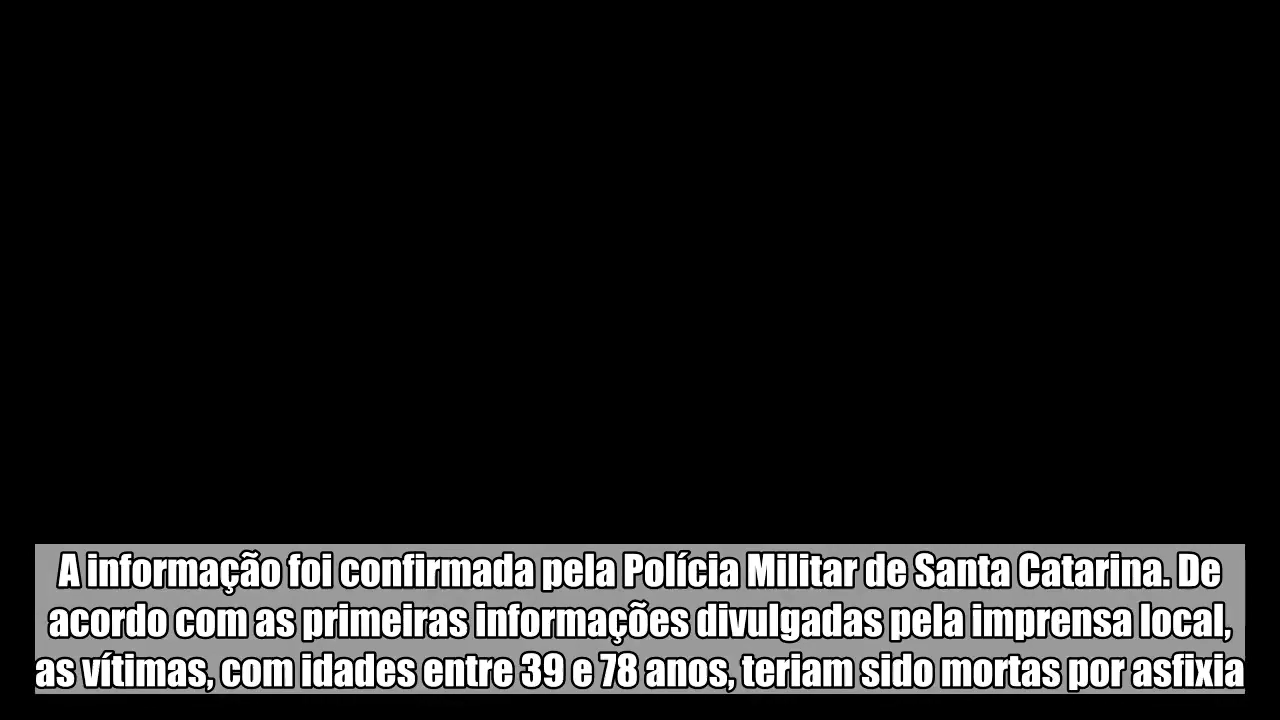 A informação foi confirmada pela Polícia Militar de Santa Catarina. De
acordo com as primeiras informações divulgadas pela imprensa local,
as vítimas, com idades entre 39 e 78 anos, teriam sido mortas por asfixia